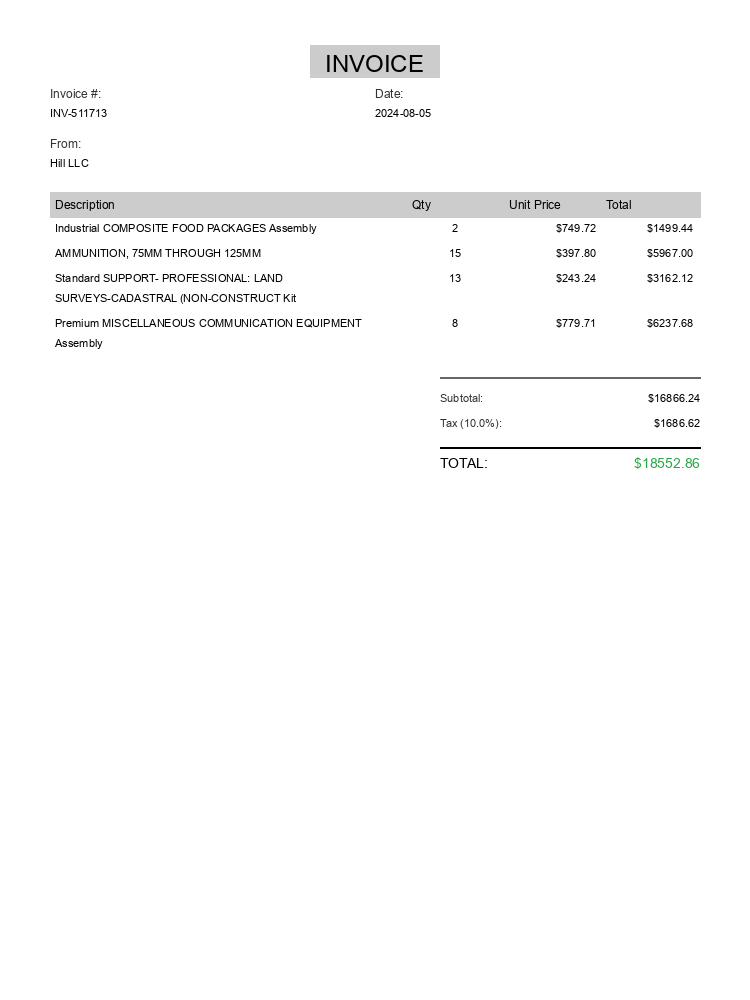 INVOICE
Invoice #: Date:
INV-511713 2024-08-05
From:
Hill LLC
Description Qty Unit Price Total
Industrial COMPOSITE FOOD PACKAGES Assembly 2 $749.72 $1499.44
AMMUNITION, 75MM THROUGH 125MM 15 $397.80 $5967.00
Standard SUPPORT- PROFESSIONAL: LAND 13 $243.24 $3162.12
SURVEYS-CADASTRAL (NON-CONSTRUCT Kit
Premium MISCELLANEOUS COMMUNICATION EQUIPMENT 8 $779.71 $6237.68
Assembly
Subtotal: $16866.24
Tax (10.0%): $1686.62
TOTAL: $18552.86